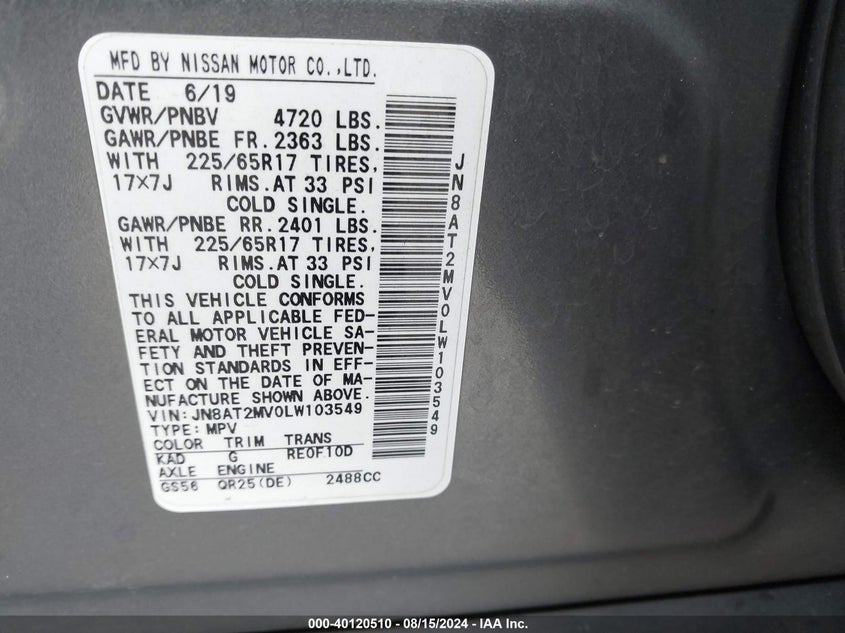 MFD BY NISSAN MOTOR CO.,LTD.
DATE 6/19
GVWR/PNBV 4720 LBS.
GAWR/PNBE FR.2363 LBS.
WITH 225/65R17 TIRES,
17×7J RIMS.AT 33 PSI
COLD SINGLE.
GAWR/PNBE RR.2401 LBS.
WITH 225/65R17 TIRES,
17×7J RIMS.AT 33 PSI
COLD SINGLE.
THIS VEHICLE CONFORMS
TO ALL APPLICABLE FED-
ERAL MOTOR VEHICLE SA-
FETY AND THEFT PREVEN-
TION STANDARDS IN EFF-
ECT ON THE DATE OF MA-
NUFACTURE SHOWN ABOVE.
VIN:JN8AT2MV0LW103549
TYPE:MPV
COLOR TRIM TRANS
KAD G RE0F10D
AXLE ENGINE
GS56 QR25(DE) 2488CC
JN8AT2MV0LW103549
000-40120510 - 08/15/2024 - IAA Inc.